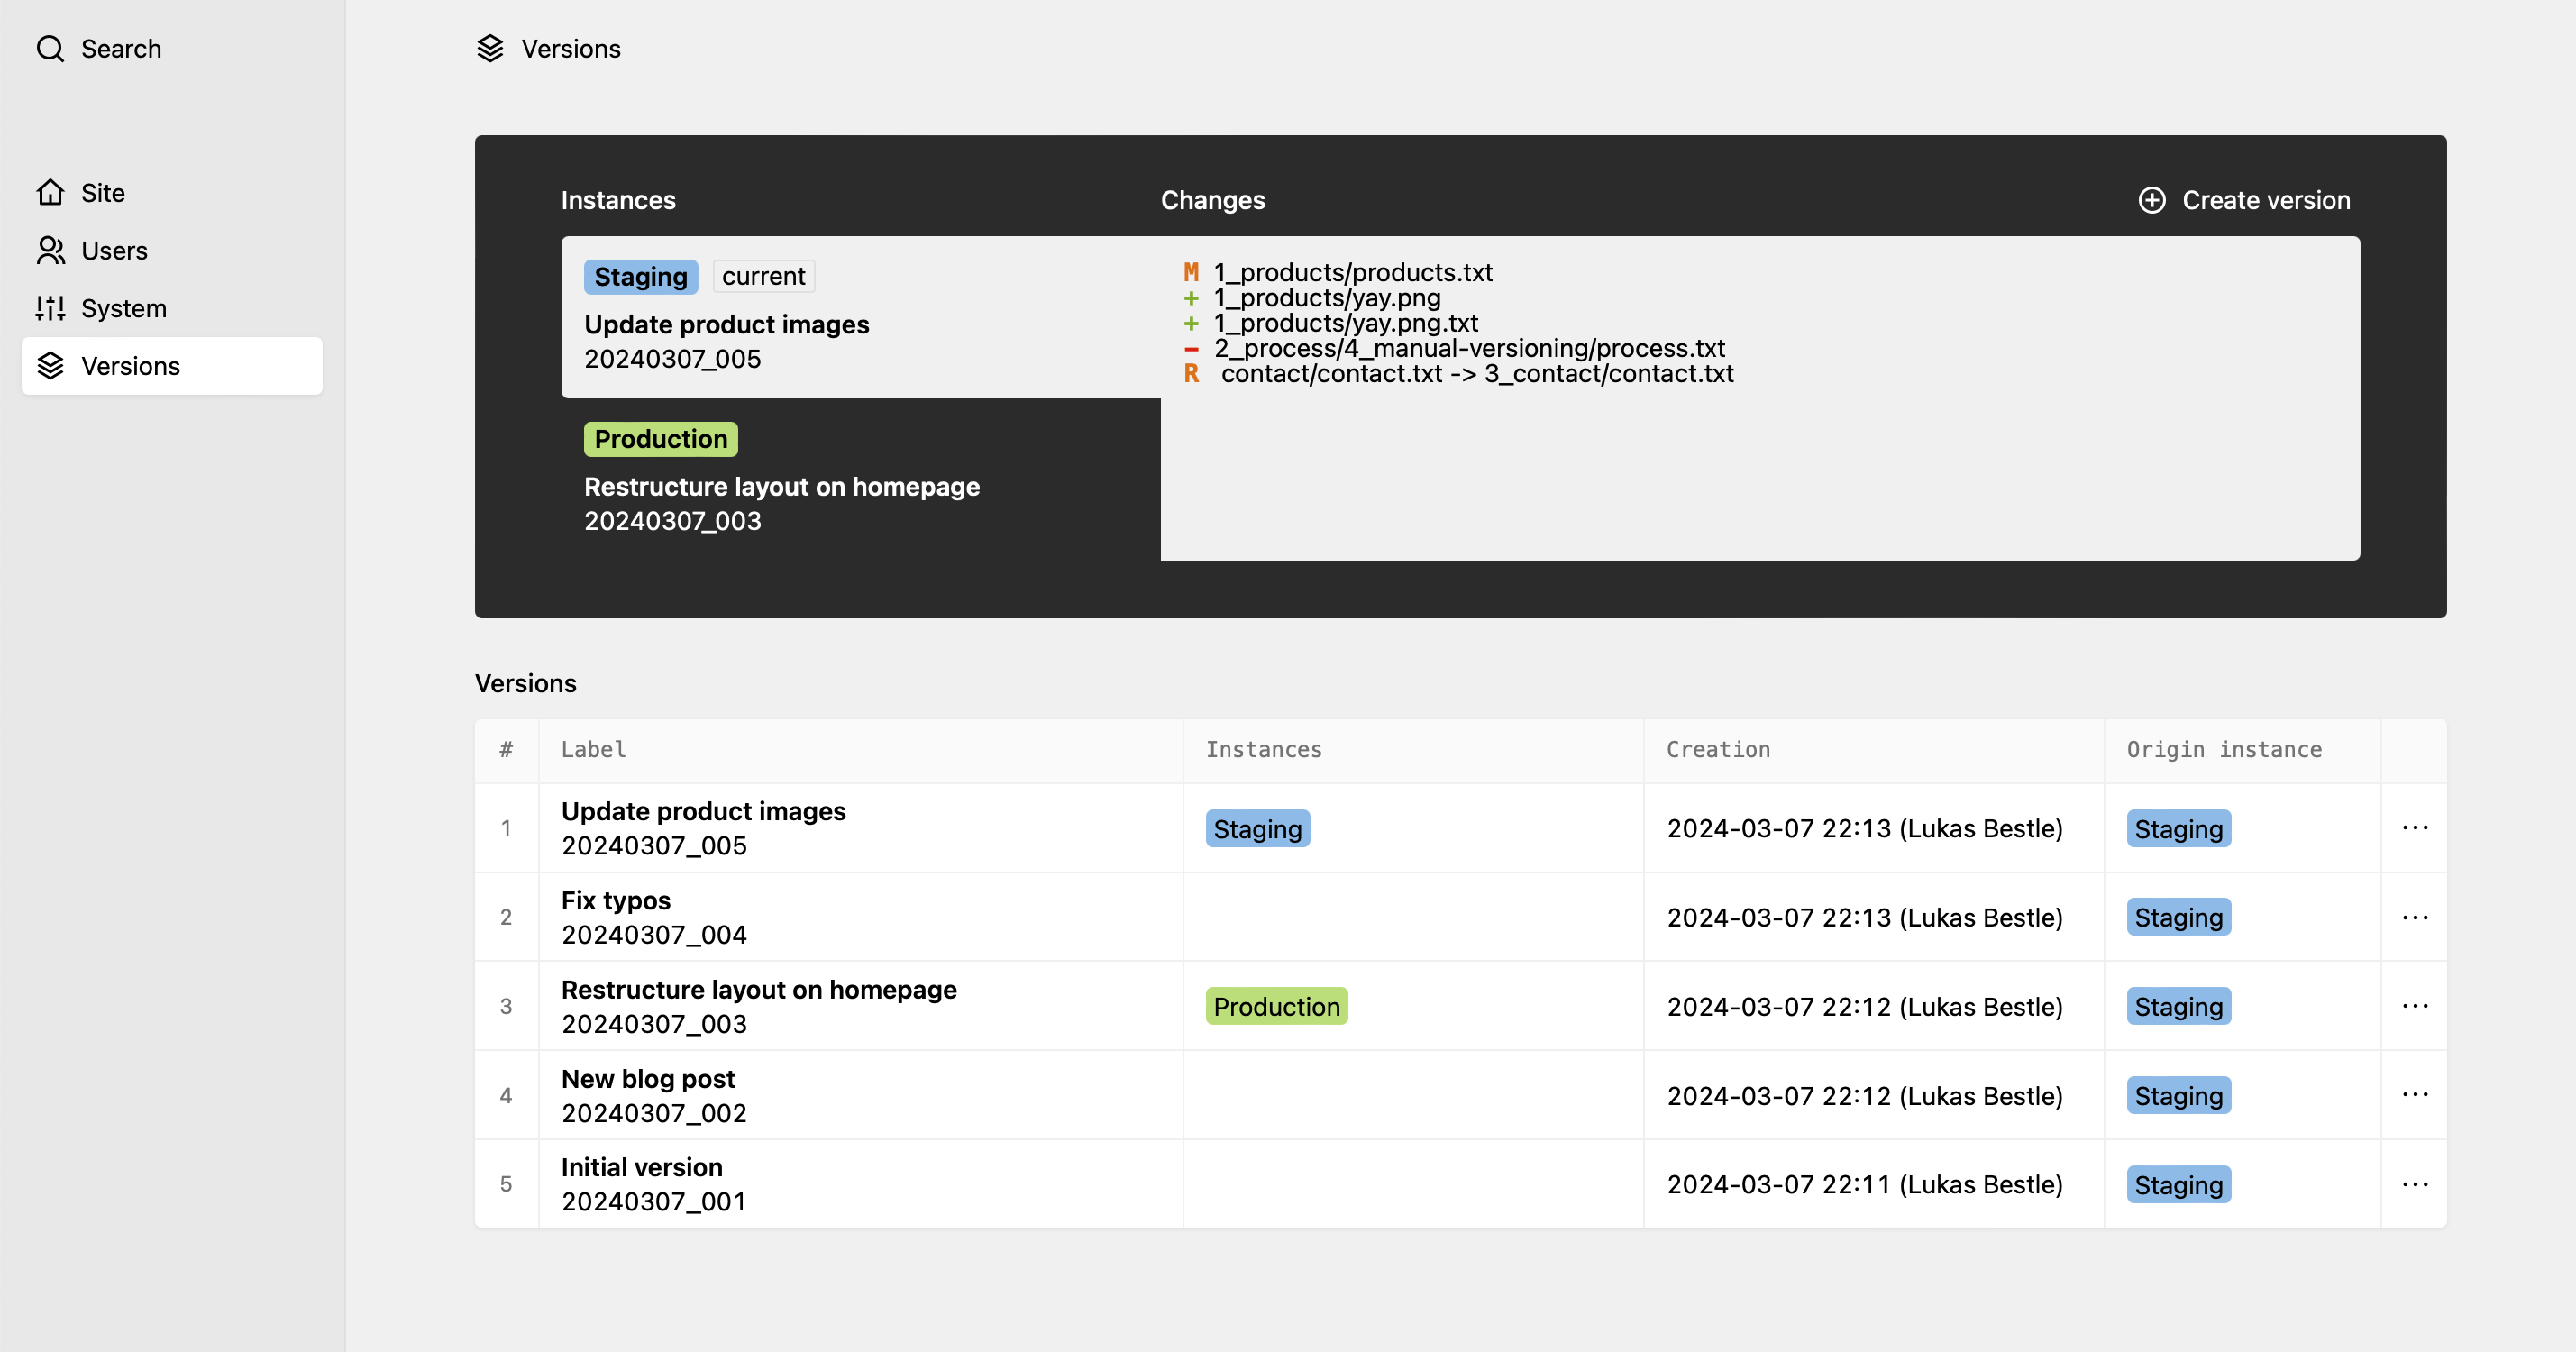 Search
Site
Users
System
Versions
Versions
Instances
Changes
Create version
Staging current
Update product images
20240307_005
Production
Restructure layout on homepage
20240307_003
M 1_products/products.txt
+ 1_products/yay.png
+ 1_products/yay.png.txt
– 2_process/4_manual-versioning/process.txt
R contact/contact.txt -> 3_contact/contact.txt
Versions
# Label Instances Creation Origin instance
1 Update product images Staging 2024-03-07 22:13 (Lukas Bestle) Staging ···
20240307_005
2 Fix typos 2024-03-07 22:13 (Lukas Bestle) Staging ···
20240307_004
3 Restructure layout on homepage Production 2024-03-07 22:12 (Lukas Bestle) Staging ···
20240307_003
4 New blog post 2024-03-07 22:12 (Lukas Bestle) Staging ···
20240307_002
5 Initial version 2024-03-07 22:11 (Lukas Bestle) Staging ···
20240307_001